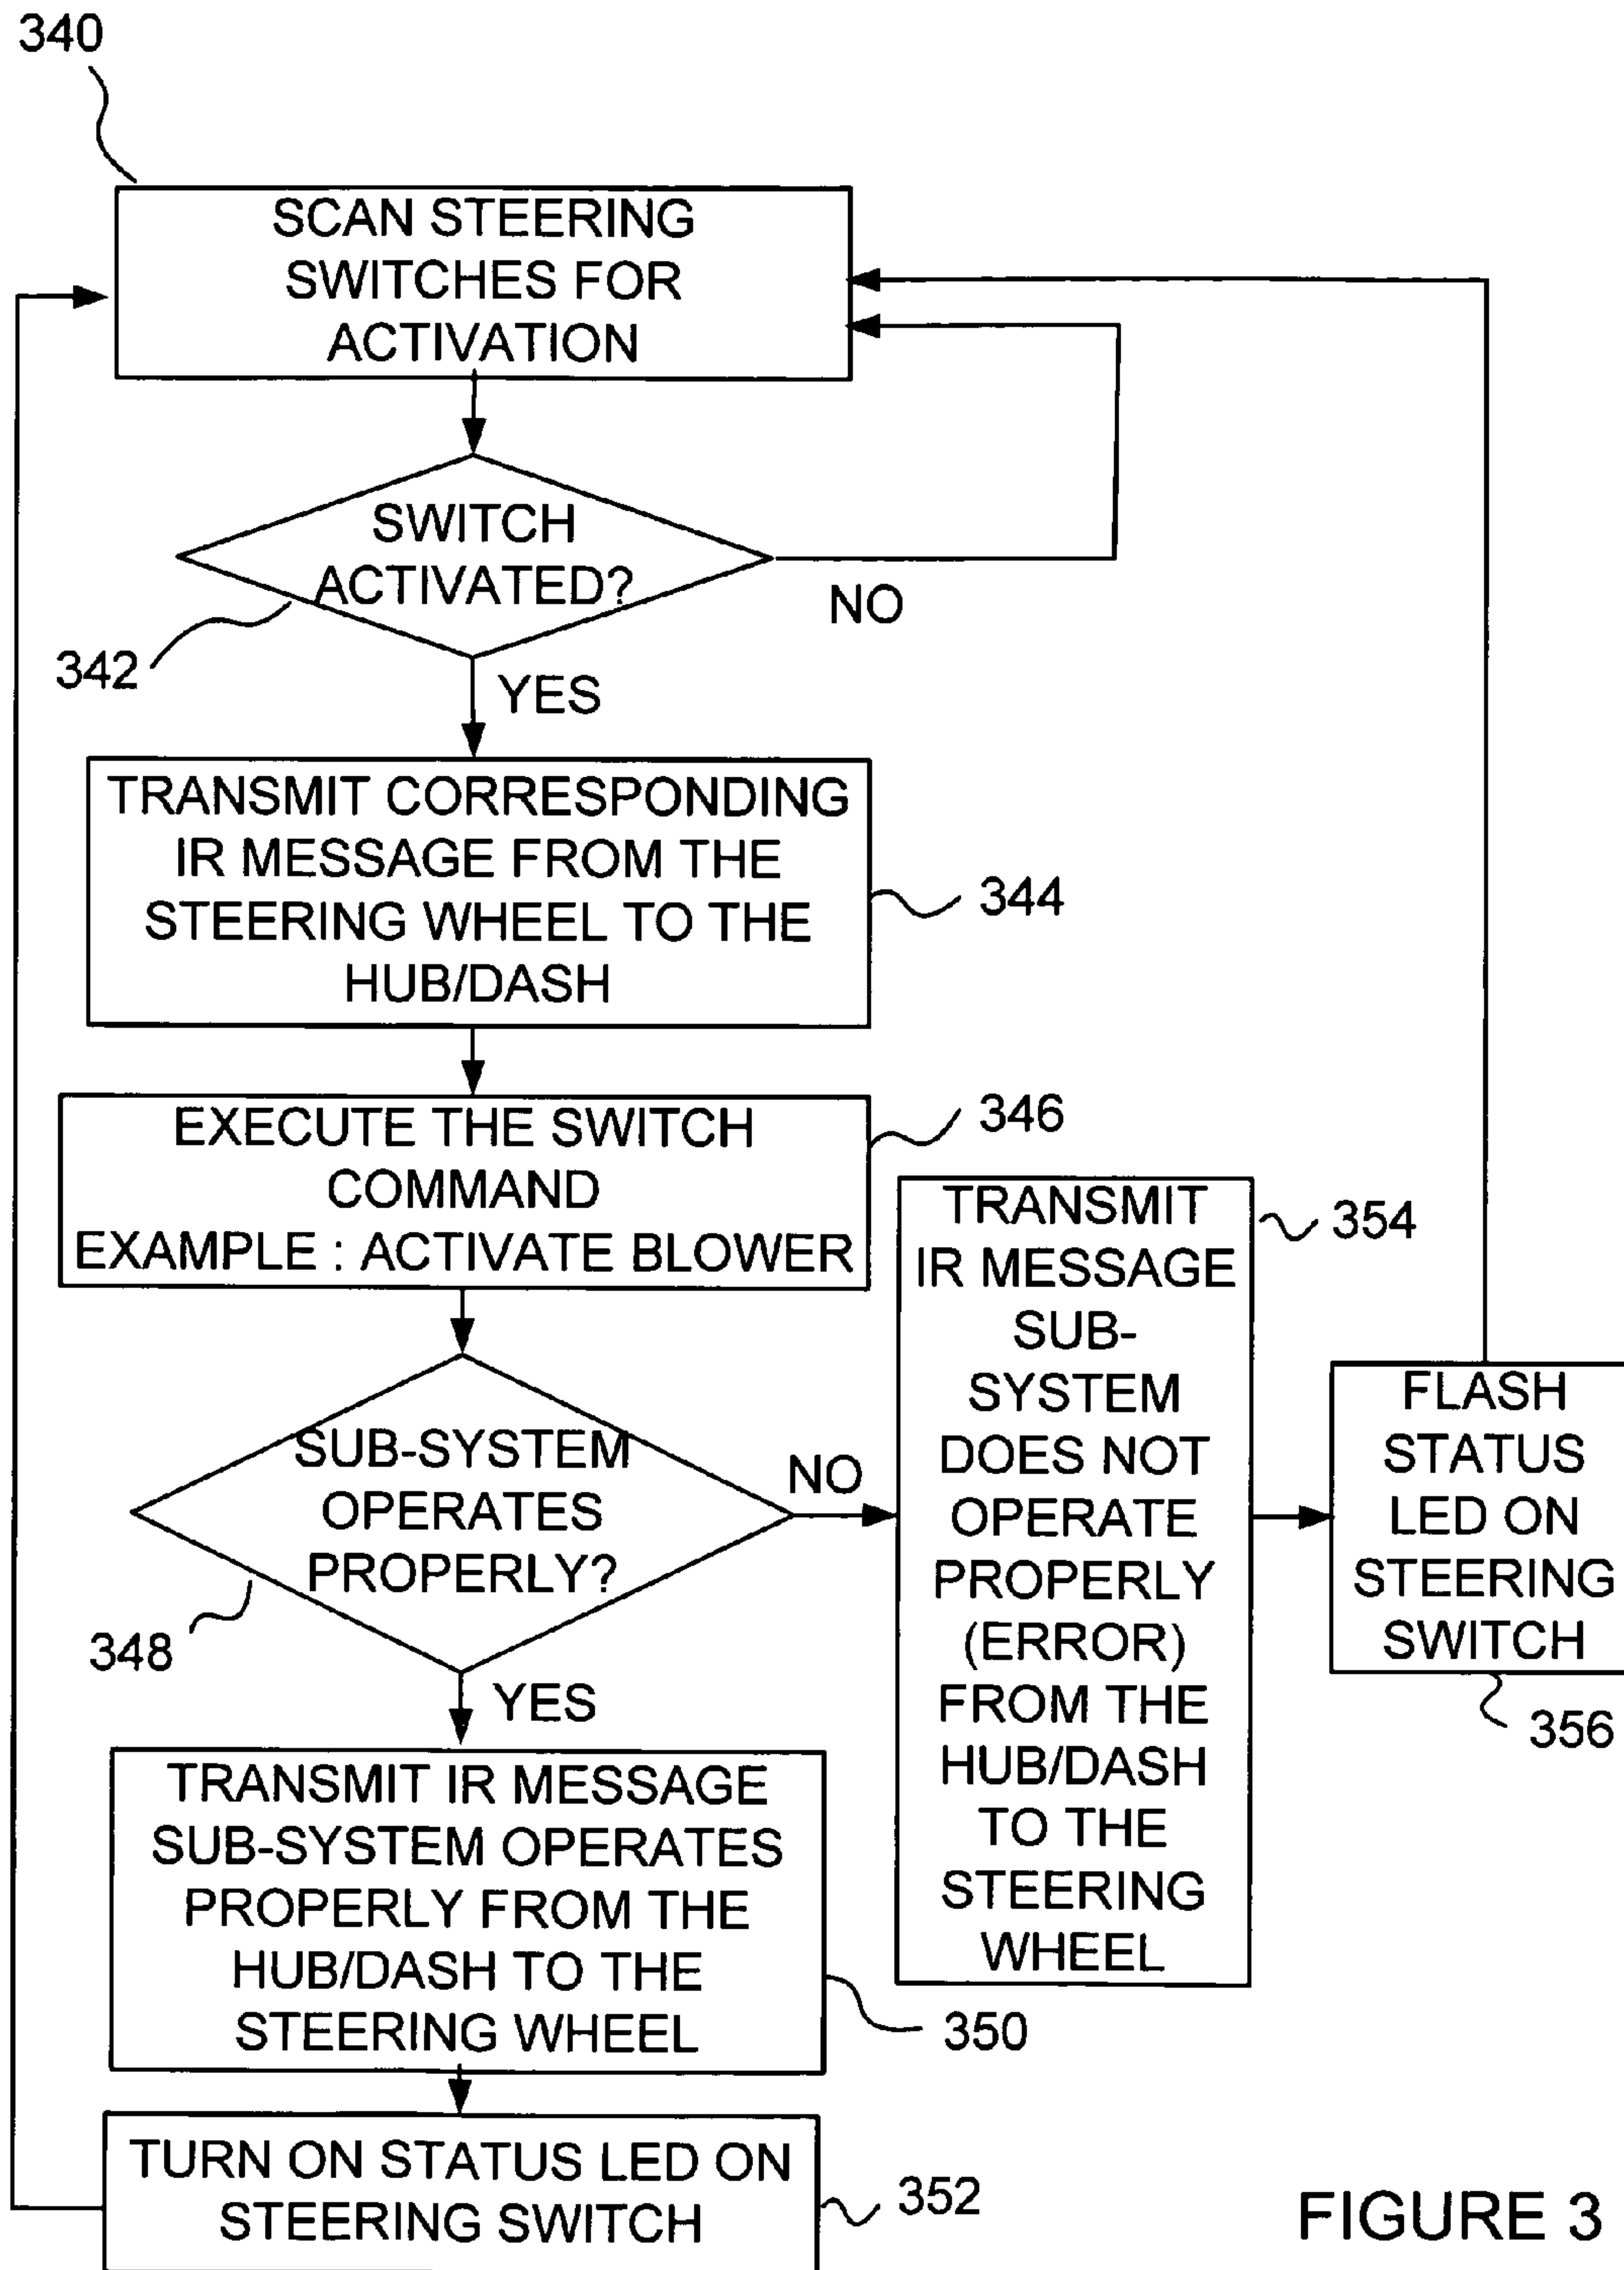 340
SCAN STEERING
SWITCHES FOR
ACTIVATION
SWITCH
ACTIVATED?
NO
342
YES
TRANSMIT CORRESPONDING
IR MESSAGE FROM THE
STEERING WHEEL TO THE
HUB/DASH
344
EXECUTE THE SWITCH
COMMAND
EXAMPLE : ACTIVATE BLOWER
346
SUB-SYSTEM
OPERATES
PROPERLY?
NO
348
YES
TRANSMIT
IR MESSAGE
SUB-
SYSTEM
DOES NOT
OPERATE
PROPERLY
(ERROR)
FROM THE
HUB/DASH
TO THE
STEERING
WHEEL
354
FLASH
STATUS
LED ON
STEERING
SWITCH
356
TRANSMIT IR MESSAGE
SUB-SYSTEM OPERATES
PROPERLY FROM THE
HUB/DASH TO THE
STEERING WHEEL
350
TURN ON STATUS LED ON
STEERING SWITCH
352
FIGURE 3